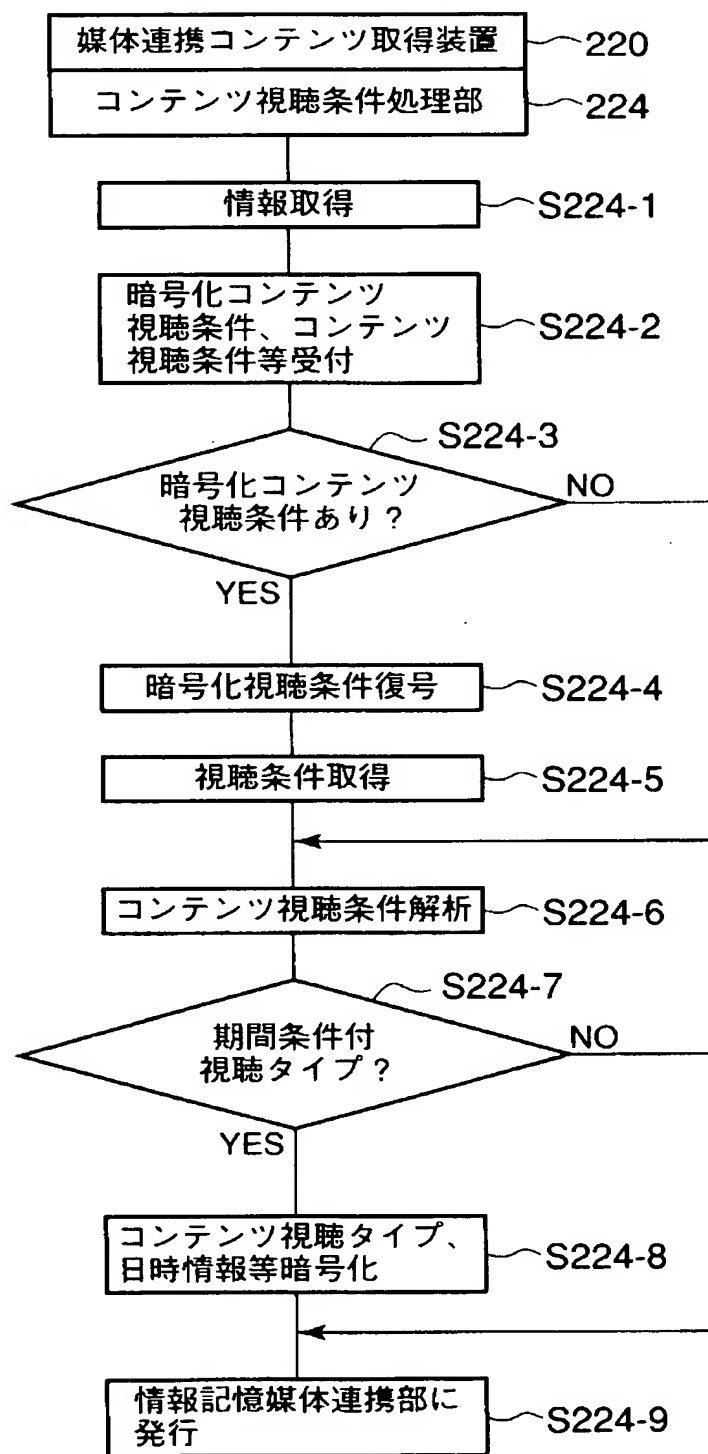 媒体連携コンテンツ取得装置
220
コンテンツ視聴条件処理部
224
情報取得
S224-1
暗号化コンテンツ
視聴条件、コンテンツ
視聴条件等受付
S224-2
S224-3
暗号化コンテンツ
視聴条件あり?
NO
YES
暗号化視聴条件復号
S224-4
視聴条件取得
S224-5
コンテンツ視聴条件解析
S224-6
S224-7
期間条件付
視聴タイプ?
NO
YES
コンテンツ視聴タイプ、
日時情報等暗号化
S224-8
情報記憶媒体連携部に
発行
S224-9